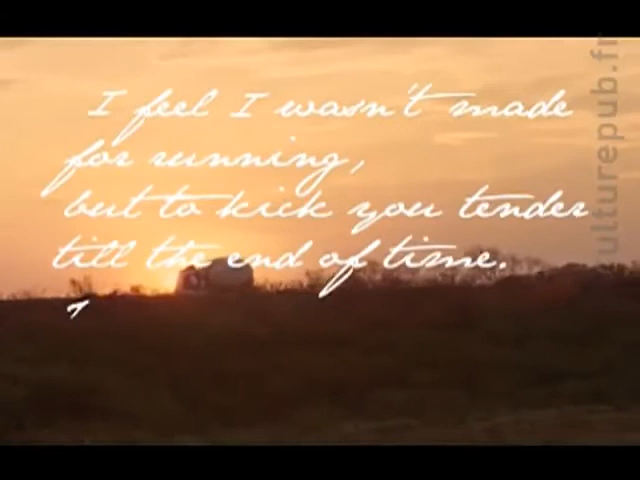 I feel I wasn't made
for running,
but to kick you tender
till the end of time.
ulturepub.fr